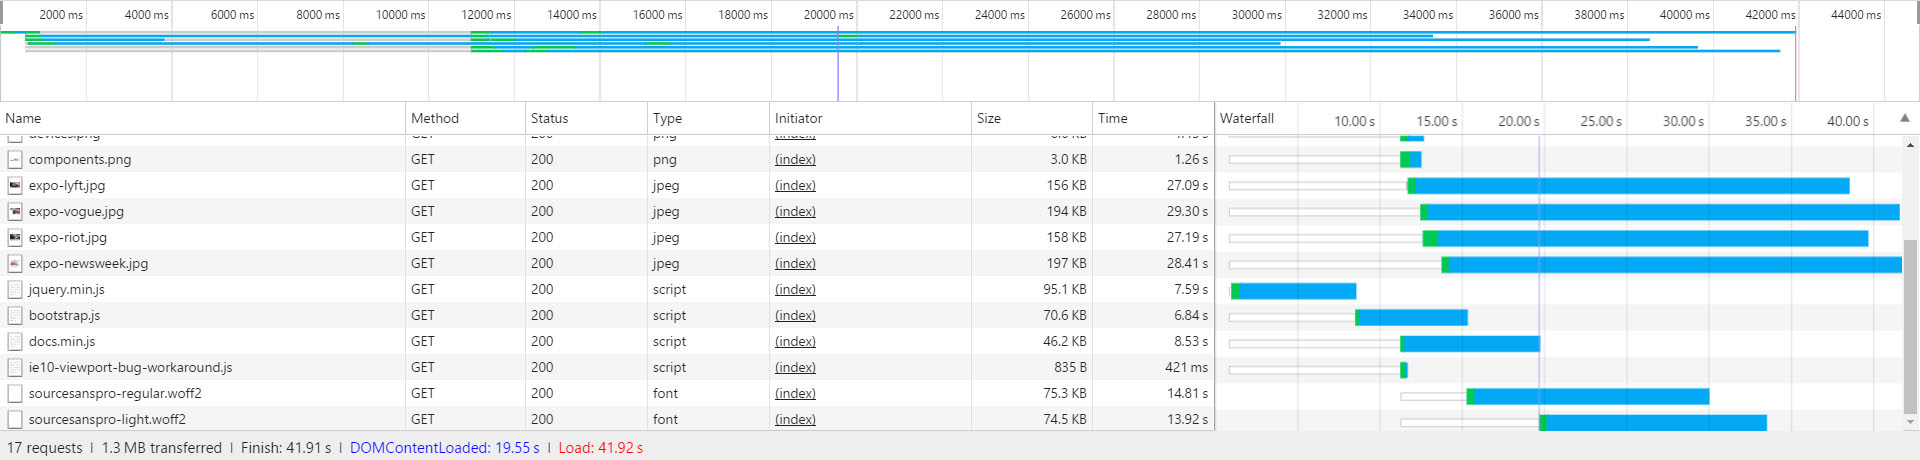 2000 ms 4000 ms 6000 ms 8000 ms 10000 ms 12000 ms 14000 ms 16000 ms 18000 ms 20000 ms 22000 ms 24000 ms 26000 ms 28000 ms 30000 ms 32000 ms 34000 ms 36000 ms 38000 ms 40000 ms 42000 ms 44000 ms
Name Method Status Type Initiator Size Time Waterfall 10.00 s 15.00 s 20.00 s 25.00 s 30.00 s 35.00 s 40.00 s
devices.png GET 200 png (index)
components.png GET 200 png (index) 3.0 KB 1.26 s
expo-lyft.jpg GET 200 jpeg (index) 156 KB 27.09 s
expo-vogue.jpg GET 200 jpeg (index) 194 KB 29.30 s
expo-riot.jpg GET 200 jpeg (index) 158 KB 27.19 s
expo-newsweek.jpg GET 200 jpeg (index) 197 KB 28.41 s
jquery.min.js GET 200 script (index) 95.1 KB 7.59 s
bootstrap.js GET 200 script (index) 70.6 KB 6.84 s
docs.min.js GET 200 script (index) 46.2 KB 8.53 s
ie10-viewport-bug-workaround.js GET 200 script (index) 835 B 421 ms
sourcesanspro-regular.woff2 GET 200 font (index) 75.3 KB 14.81 s
sourcesanspro-light.woff2 GET 200 font (index) 74.5 KB 13.92 s
17 requests | 1.3 MB transferred | Finish: 41.91 s | DOMContentLoaded: 19.55 s | Load: 41.92 s